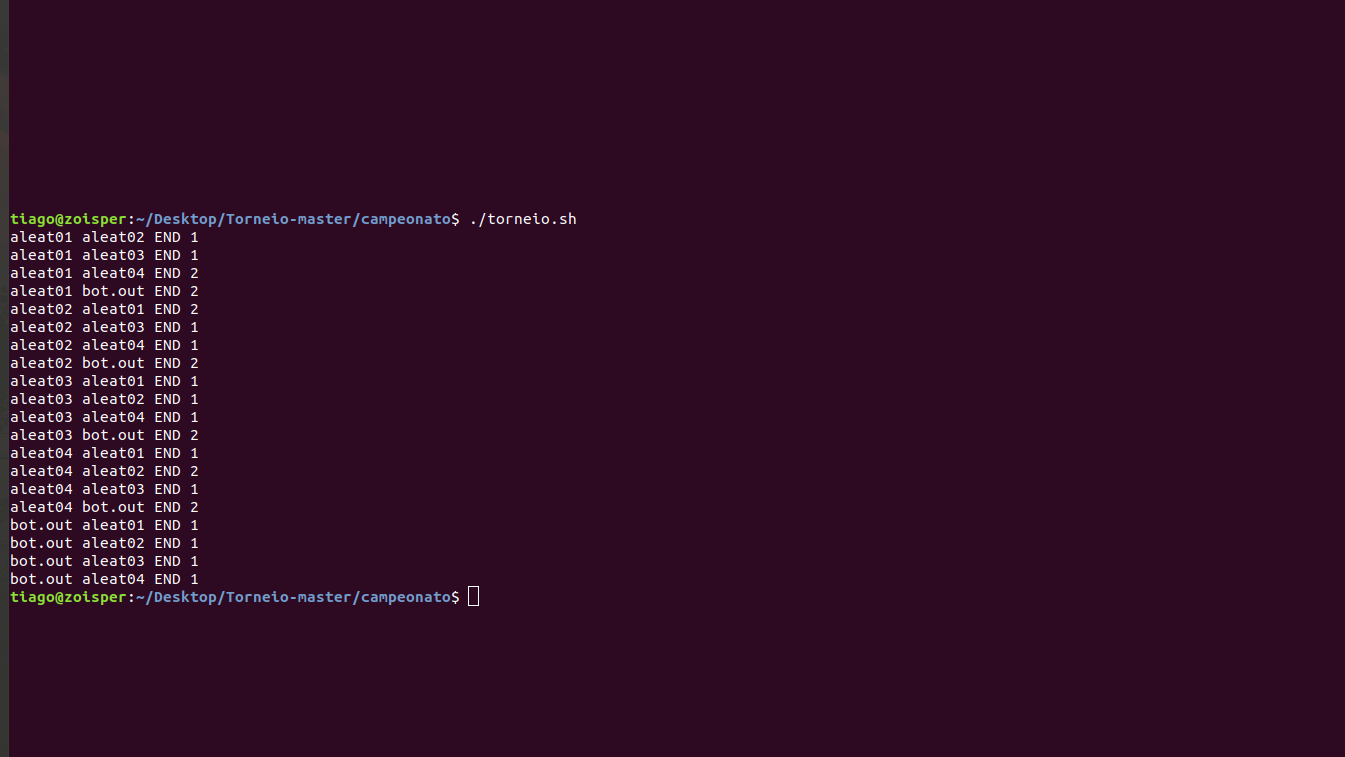 tiago@zoisper:~/Desktop/Torneio-master/campeonato$ ./torneio.sh
aleat01 aleat02 END 1
aleat01 aleat03 END 1
aleat01 aleat04 END 2
aleat01 bot.out END 2
aleat02 aleat01 END 2
aleat02 aleat03 END 1
aleat02 aleat04 END 1
aleat02 bot.out END 2
aleat03 aleat01 END 1
aleat03 aleat02 END 1
aleat03 aleat04 END 1
aleat03 bot.out END 2
aleat04 aleat01 END 1
aleat04 aleat02 END 2
aleat04 aleat03 END 1
aleat04 bot.out END 2
bot.out aleat01 END 1
bot.out aleat02 END 1
bot.out aleat03 END 1
bot.out aleat04 END 1
tiago@zoisper:~/Desktop/Torneio-master/campeonato$